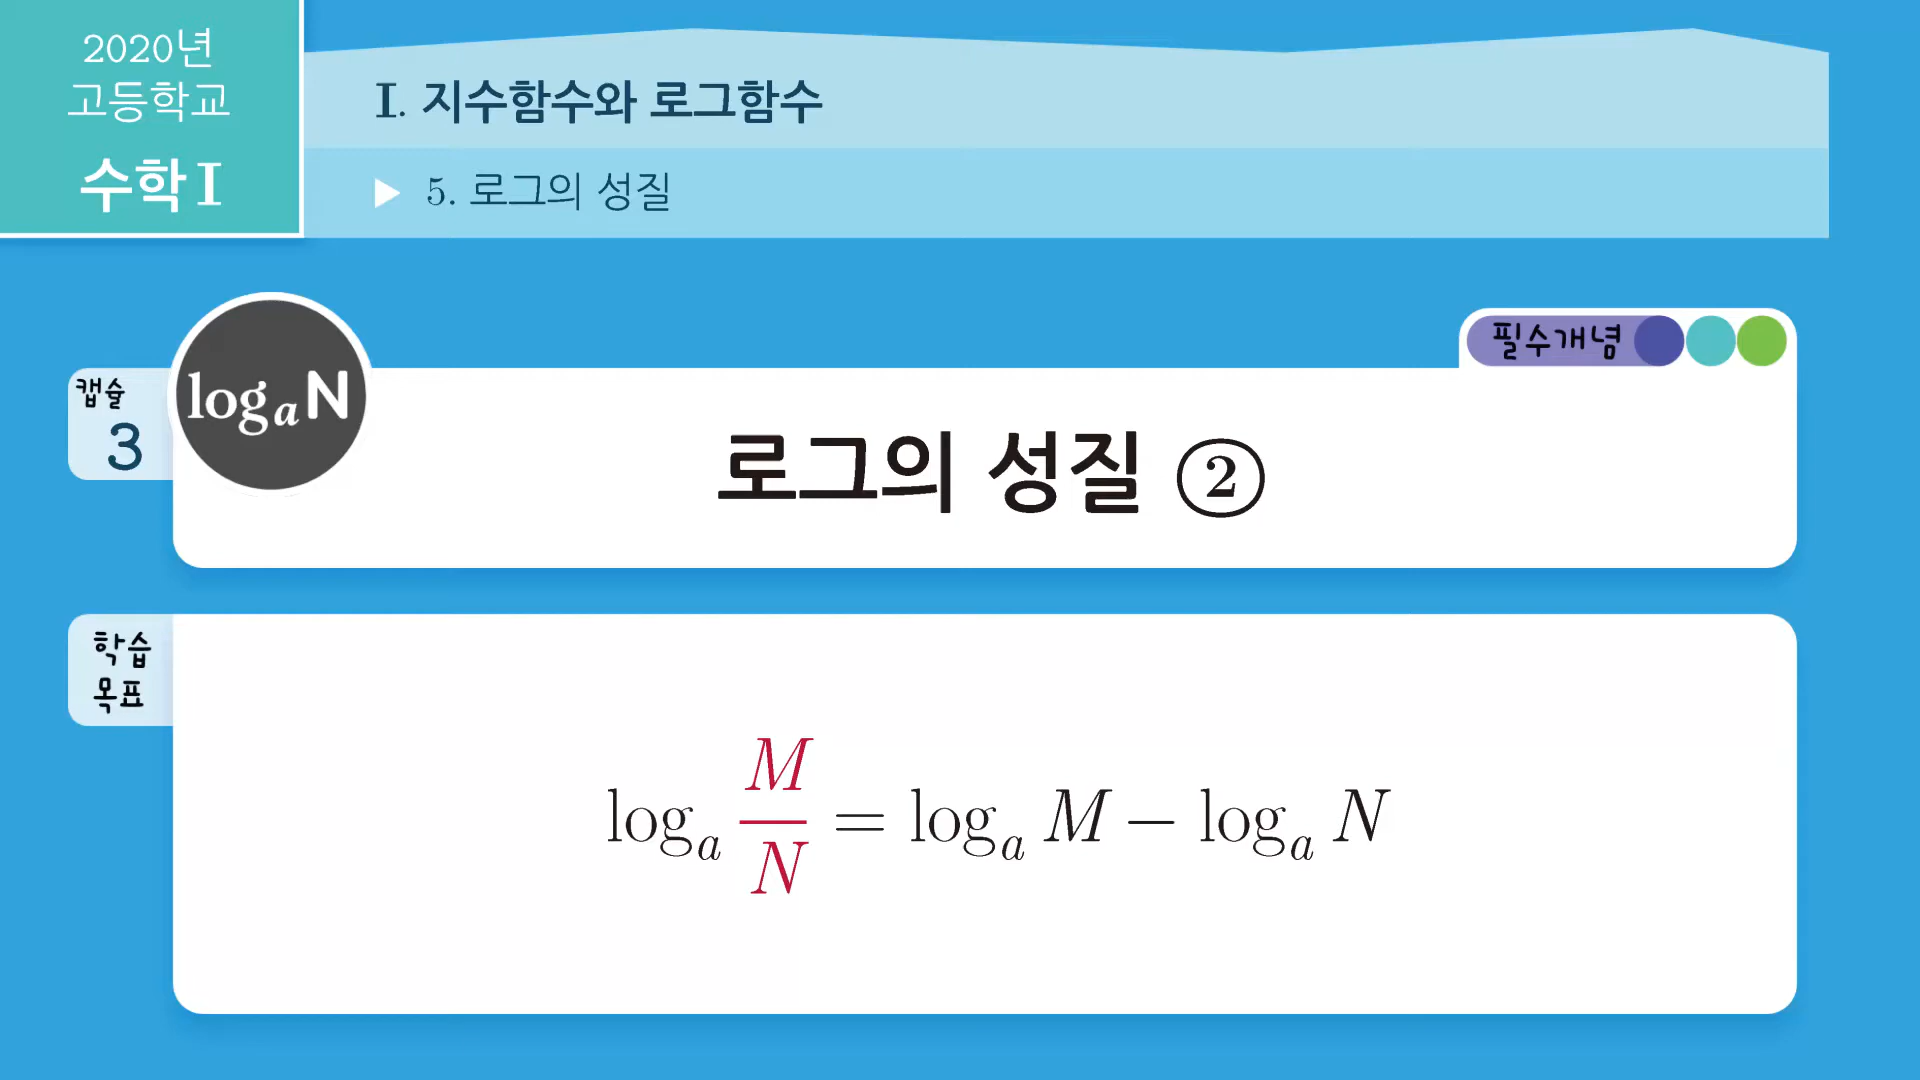 2020년
고등학교
수학Ⅰ
Ⅰ. 지수함수와 로그함수
▶ 5. 로그의 성질
필수개념
캡슐
3
logₐN
로그의 성질 ②
학습
목표
logₐ M/N = logₐ M − logₐ N